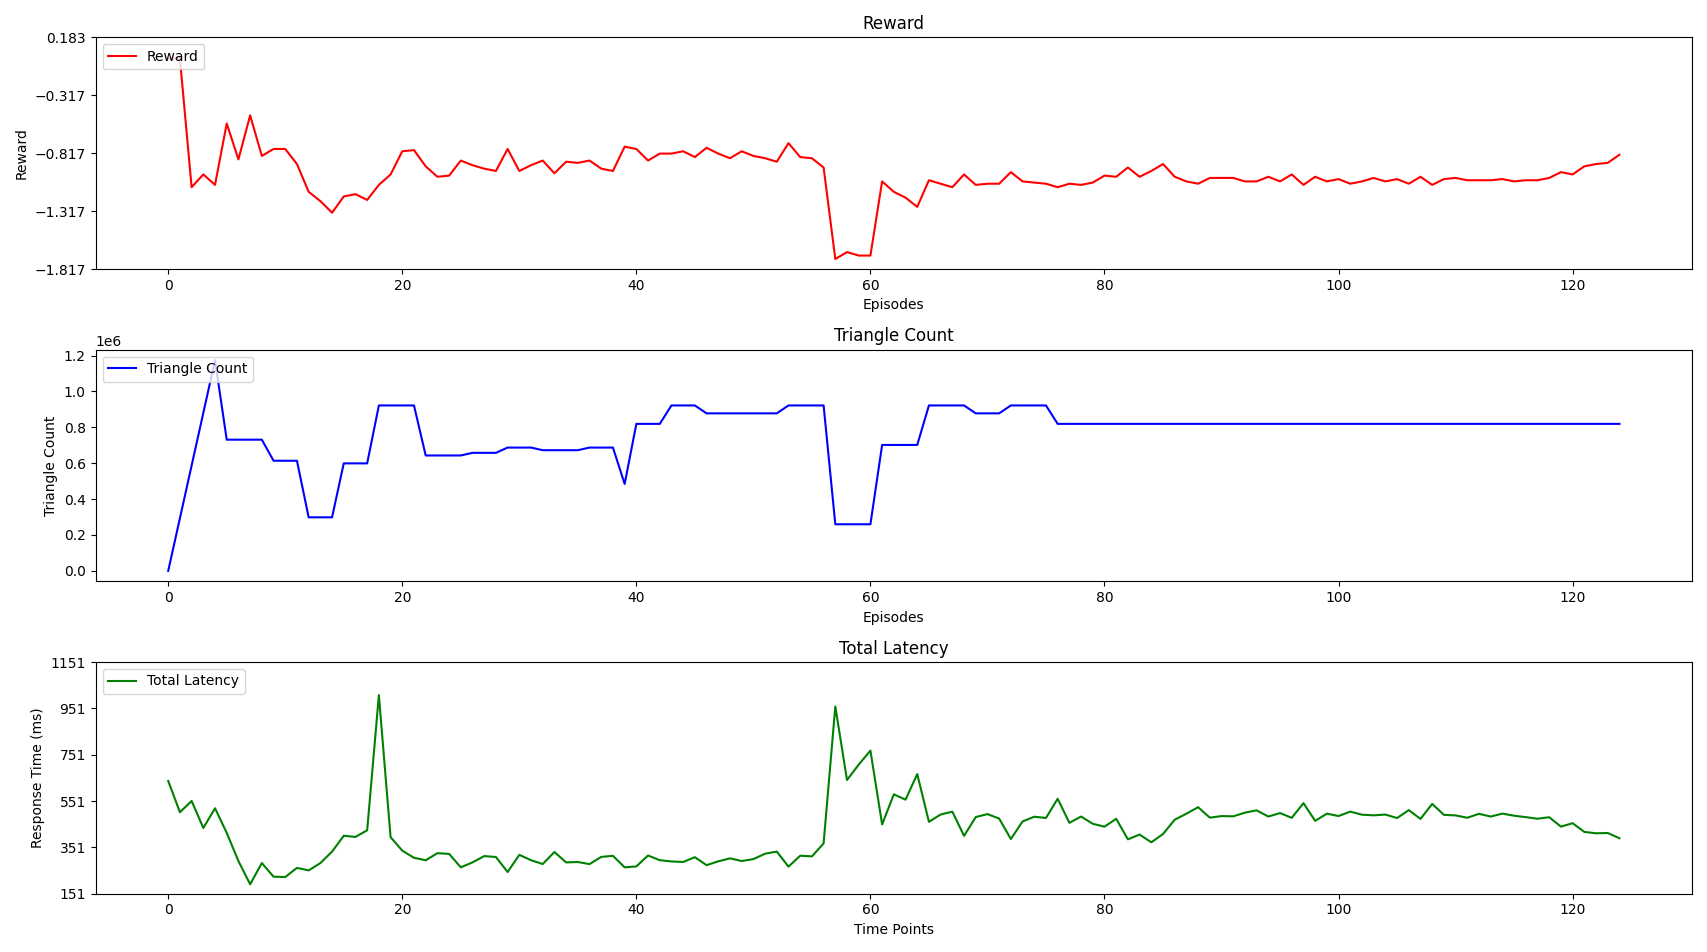 Reward
0.183
−0.317
−0.817
−1.317
−1.817
Reward
Reward
0 20 40 60 80 100 120
Episodes
Triangle Count
1e6
1.2
1.0
0.8
0.6
0.4
0.2
0.0
Triangle Count
Triangle Count
0 20 40 60 80 100 120
Episodes
Total Latency
1151
951
751
551
351
151
Response Time (ms)
Total Latency
0 20 40 60 80 100 120
Time Points